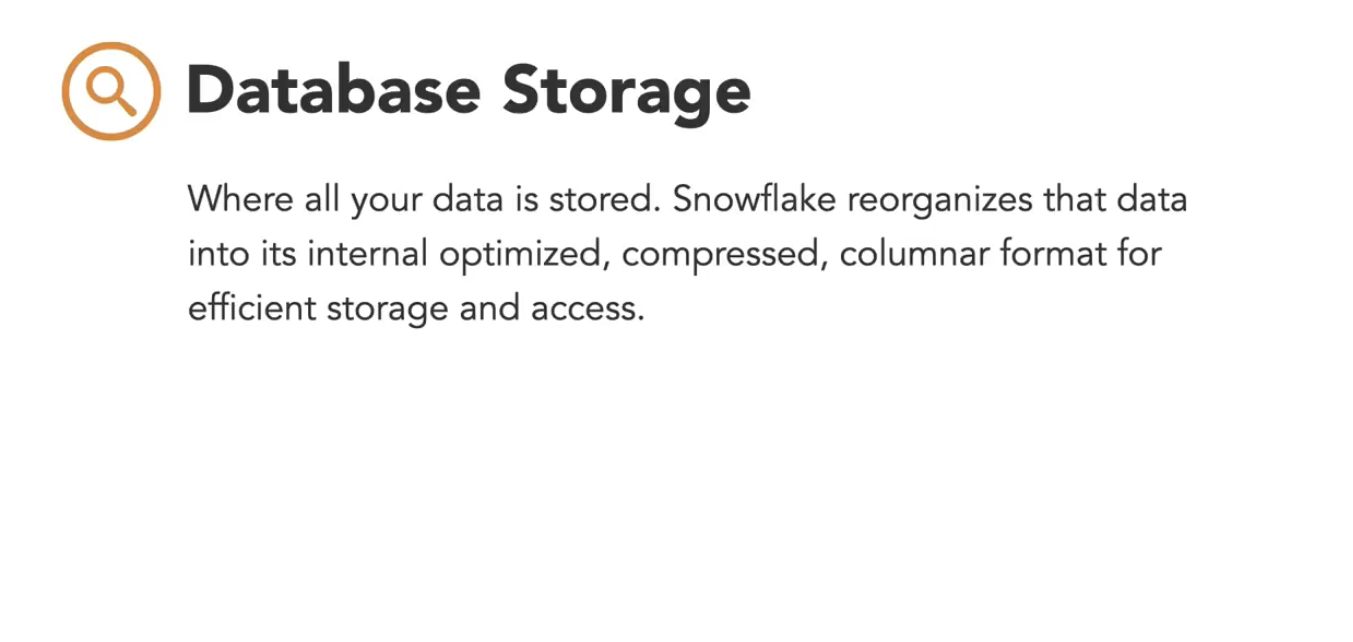 Database Storage
Where all your data is stored. Snowflake reorganizes that data
into its internal optimized, compressed, columnar format for
efficient storage and access.